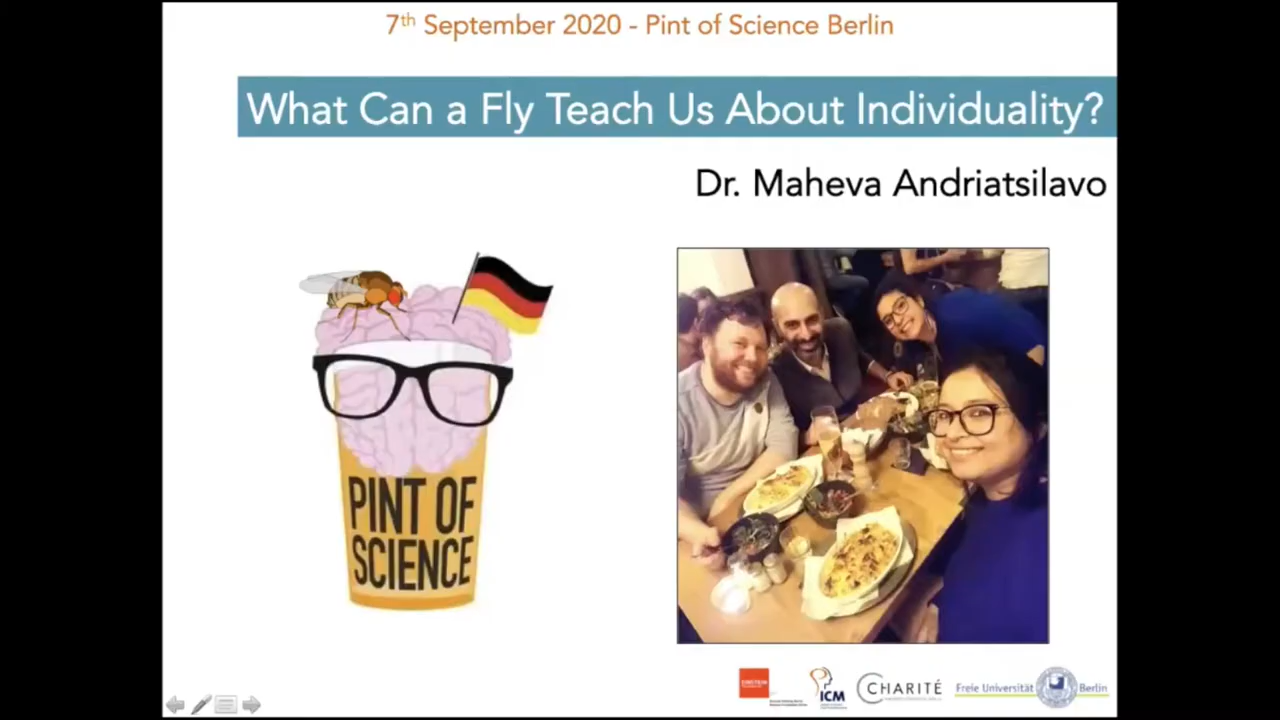 7th September 2020 - Pint of Science Berlin
What Can a Fly Teach Us About Individuality?
Dr. Maheva Andriatsilavo
PINT OF
SCIENCE
EINSTEIN
ICM
CHARITÉ
Freie Universität Berlin